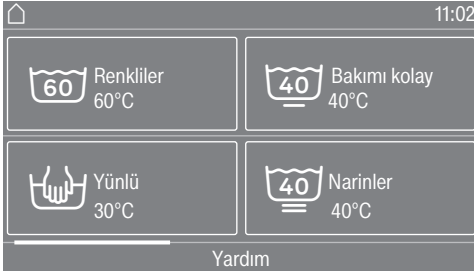 11:02
60
Renkliler
60°C
40
Bakımı kolay
40°C
Yünlü
30°C
40
Narinler
40°C
Yardım